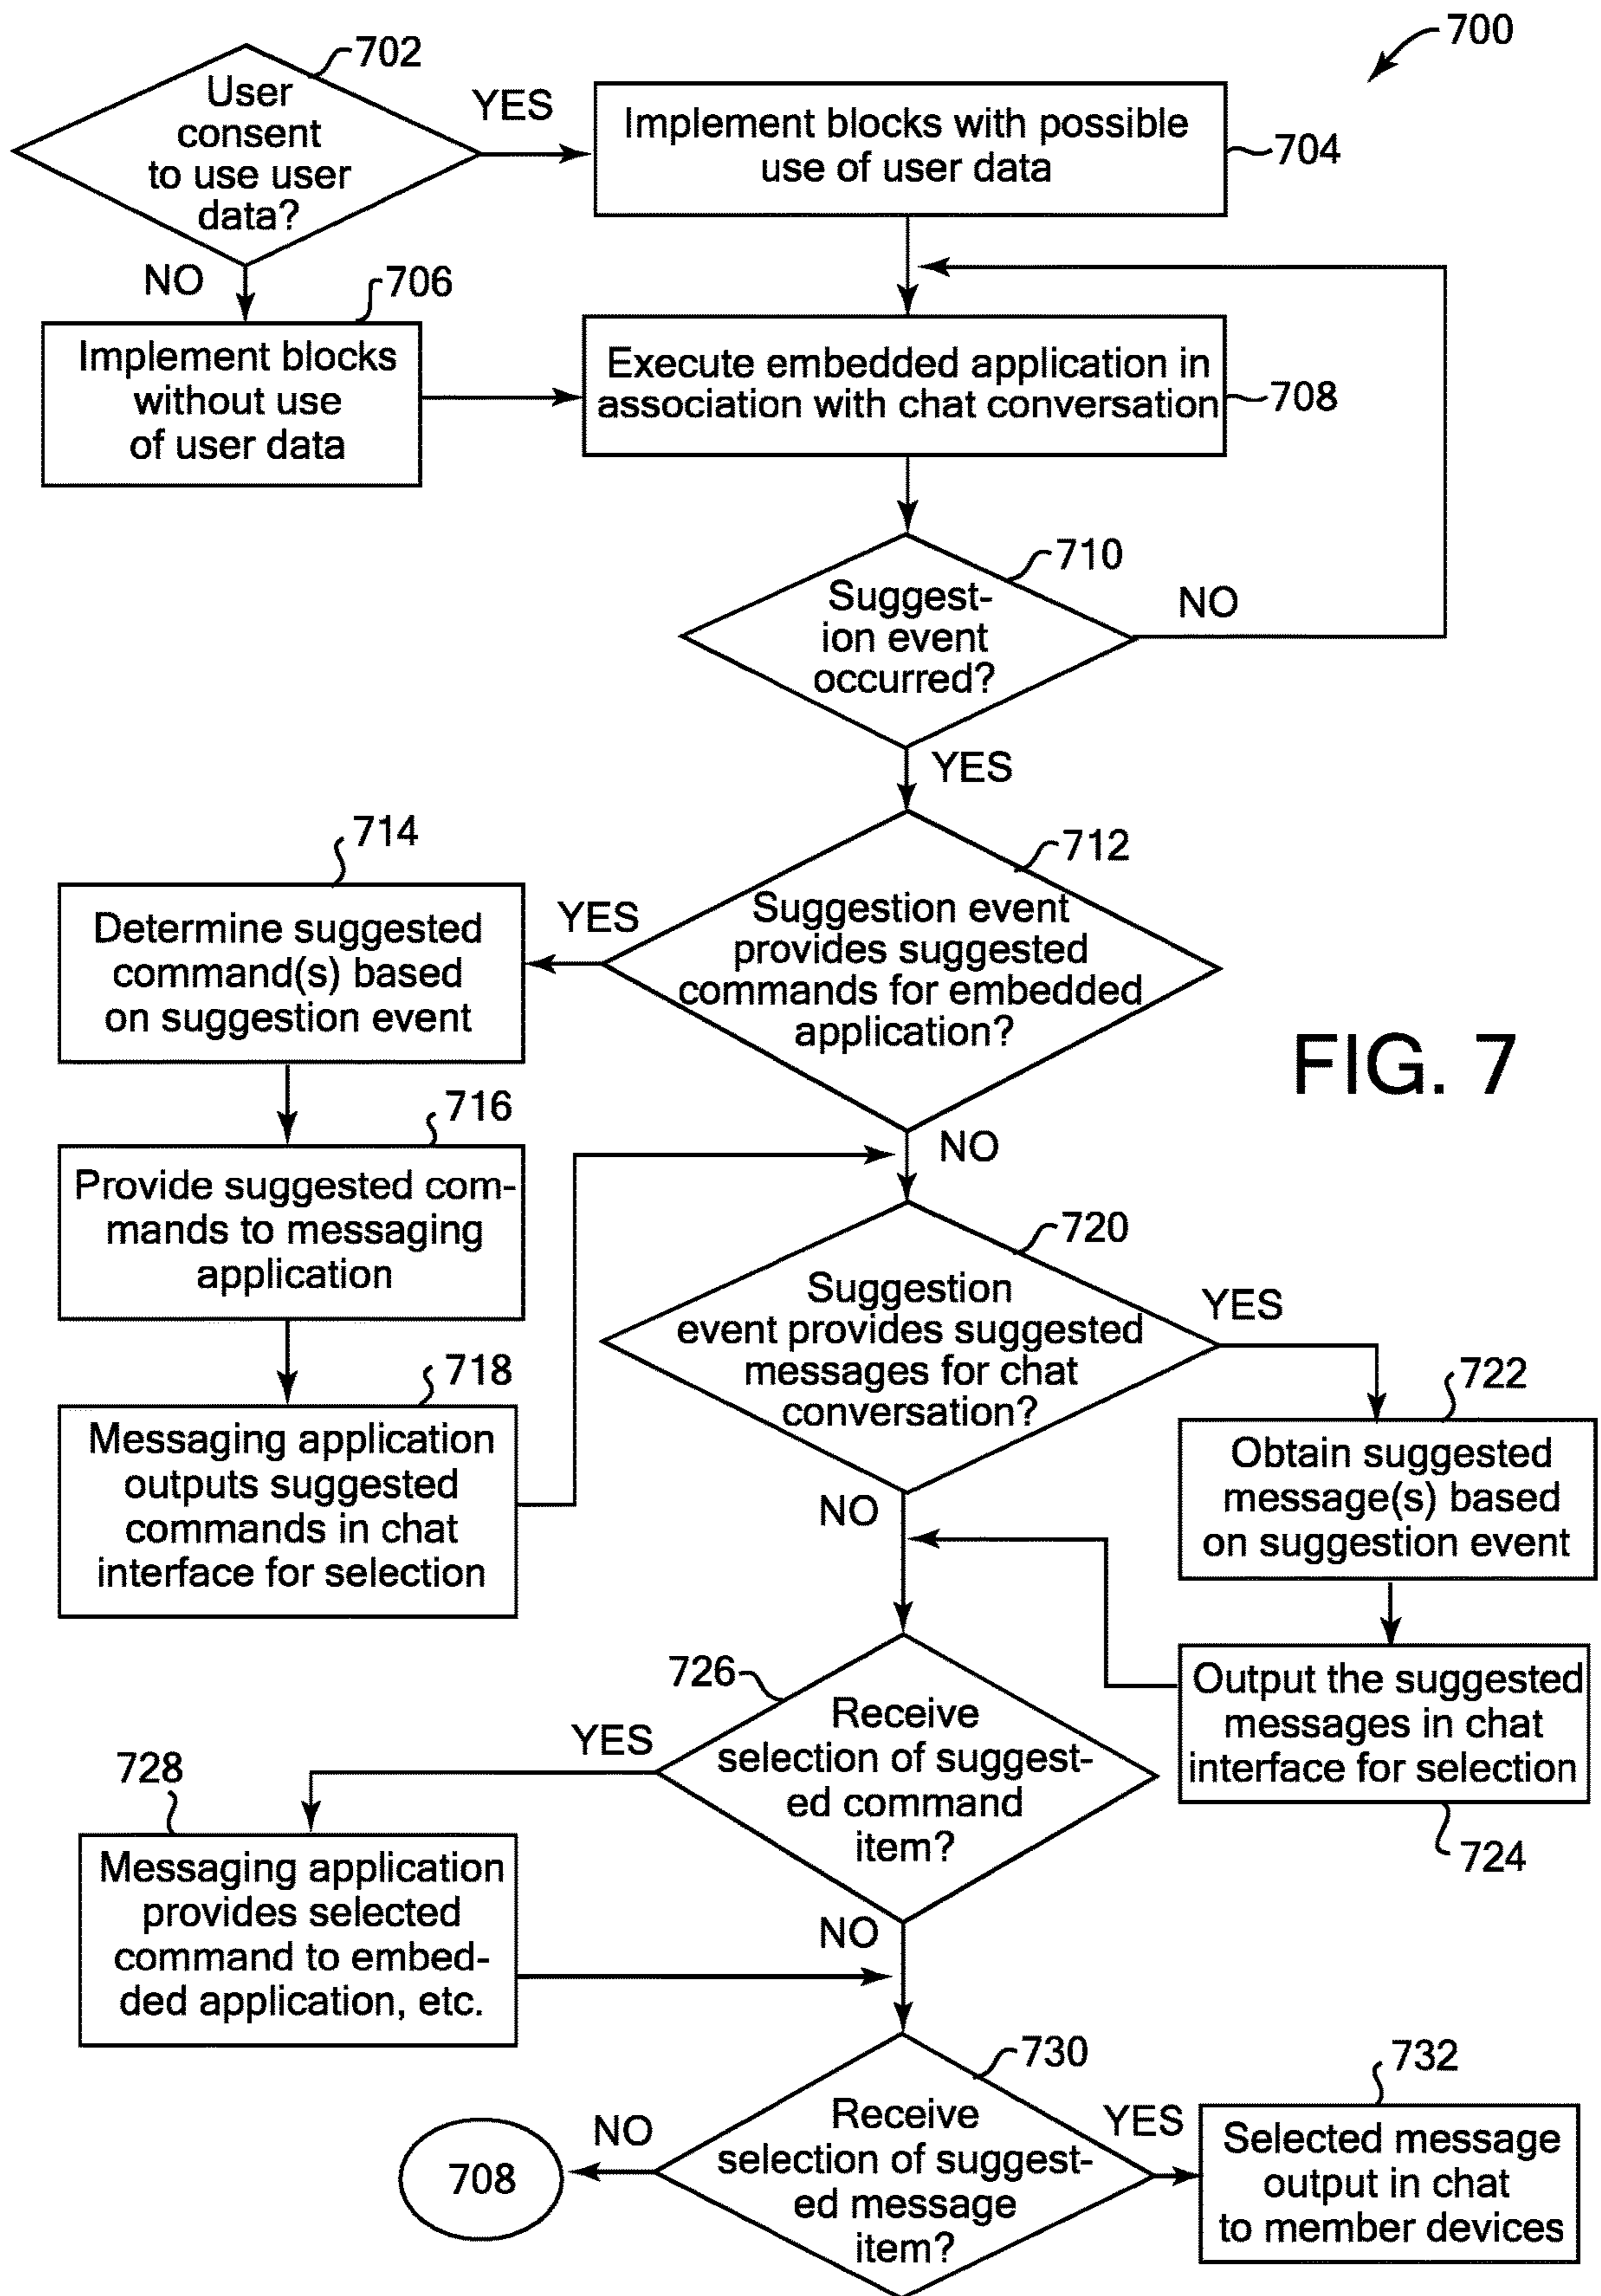 700
702
User
consent
to use user
data?
YES
Implement blocks with possible
use of user data
704
NO
706
Implement blocks
without use
of user data
Execute embedded application in
association with chat conversation
708
710
Suggest-
ion event
occurred?
NO
YES
712
Suggestion event
provides suggested
commands for embedded
application?
YES
714
Determine suggested
command(s) based
on suggestion event
FIG. 7
716
Provide suggested com-
mands to messaging
application
NO
718
Messaging application
outputs suggested
commands in chat
interface for selection
720
Suggestion
event provides suggested
messages for chat
conversation?
YES
722
Obtain suggested
message(s) based
on suggestion event
NO
Output the suggested
messages in chat
interface for selection
724
726
Receive
selection of suggest-
ed command
item?
YES
728
Messaging application
provides selected
command to embed-
ded application, etc.
NO
730
Receive
selection of suggest-
ed message
item?
NO
708
YES
732
Selected message
output in chat
to member devices